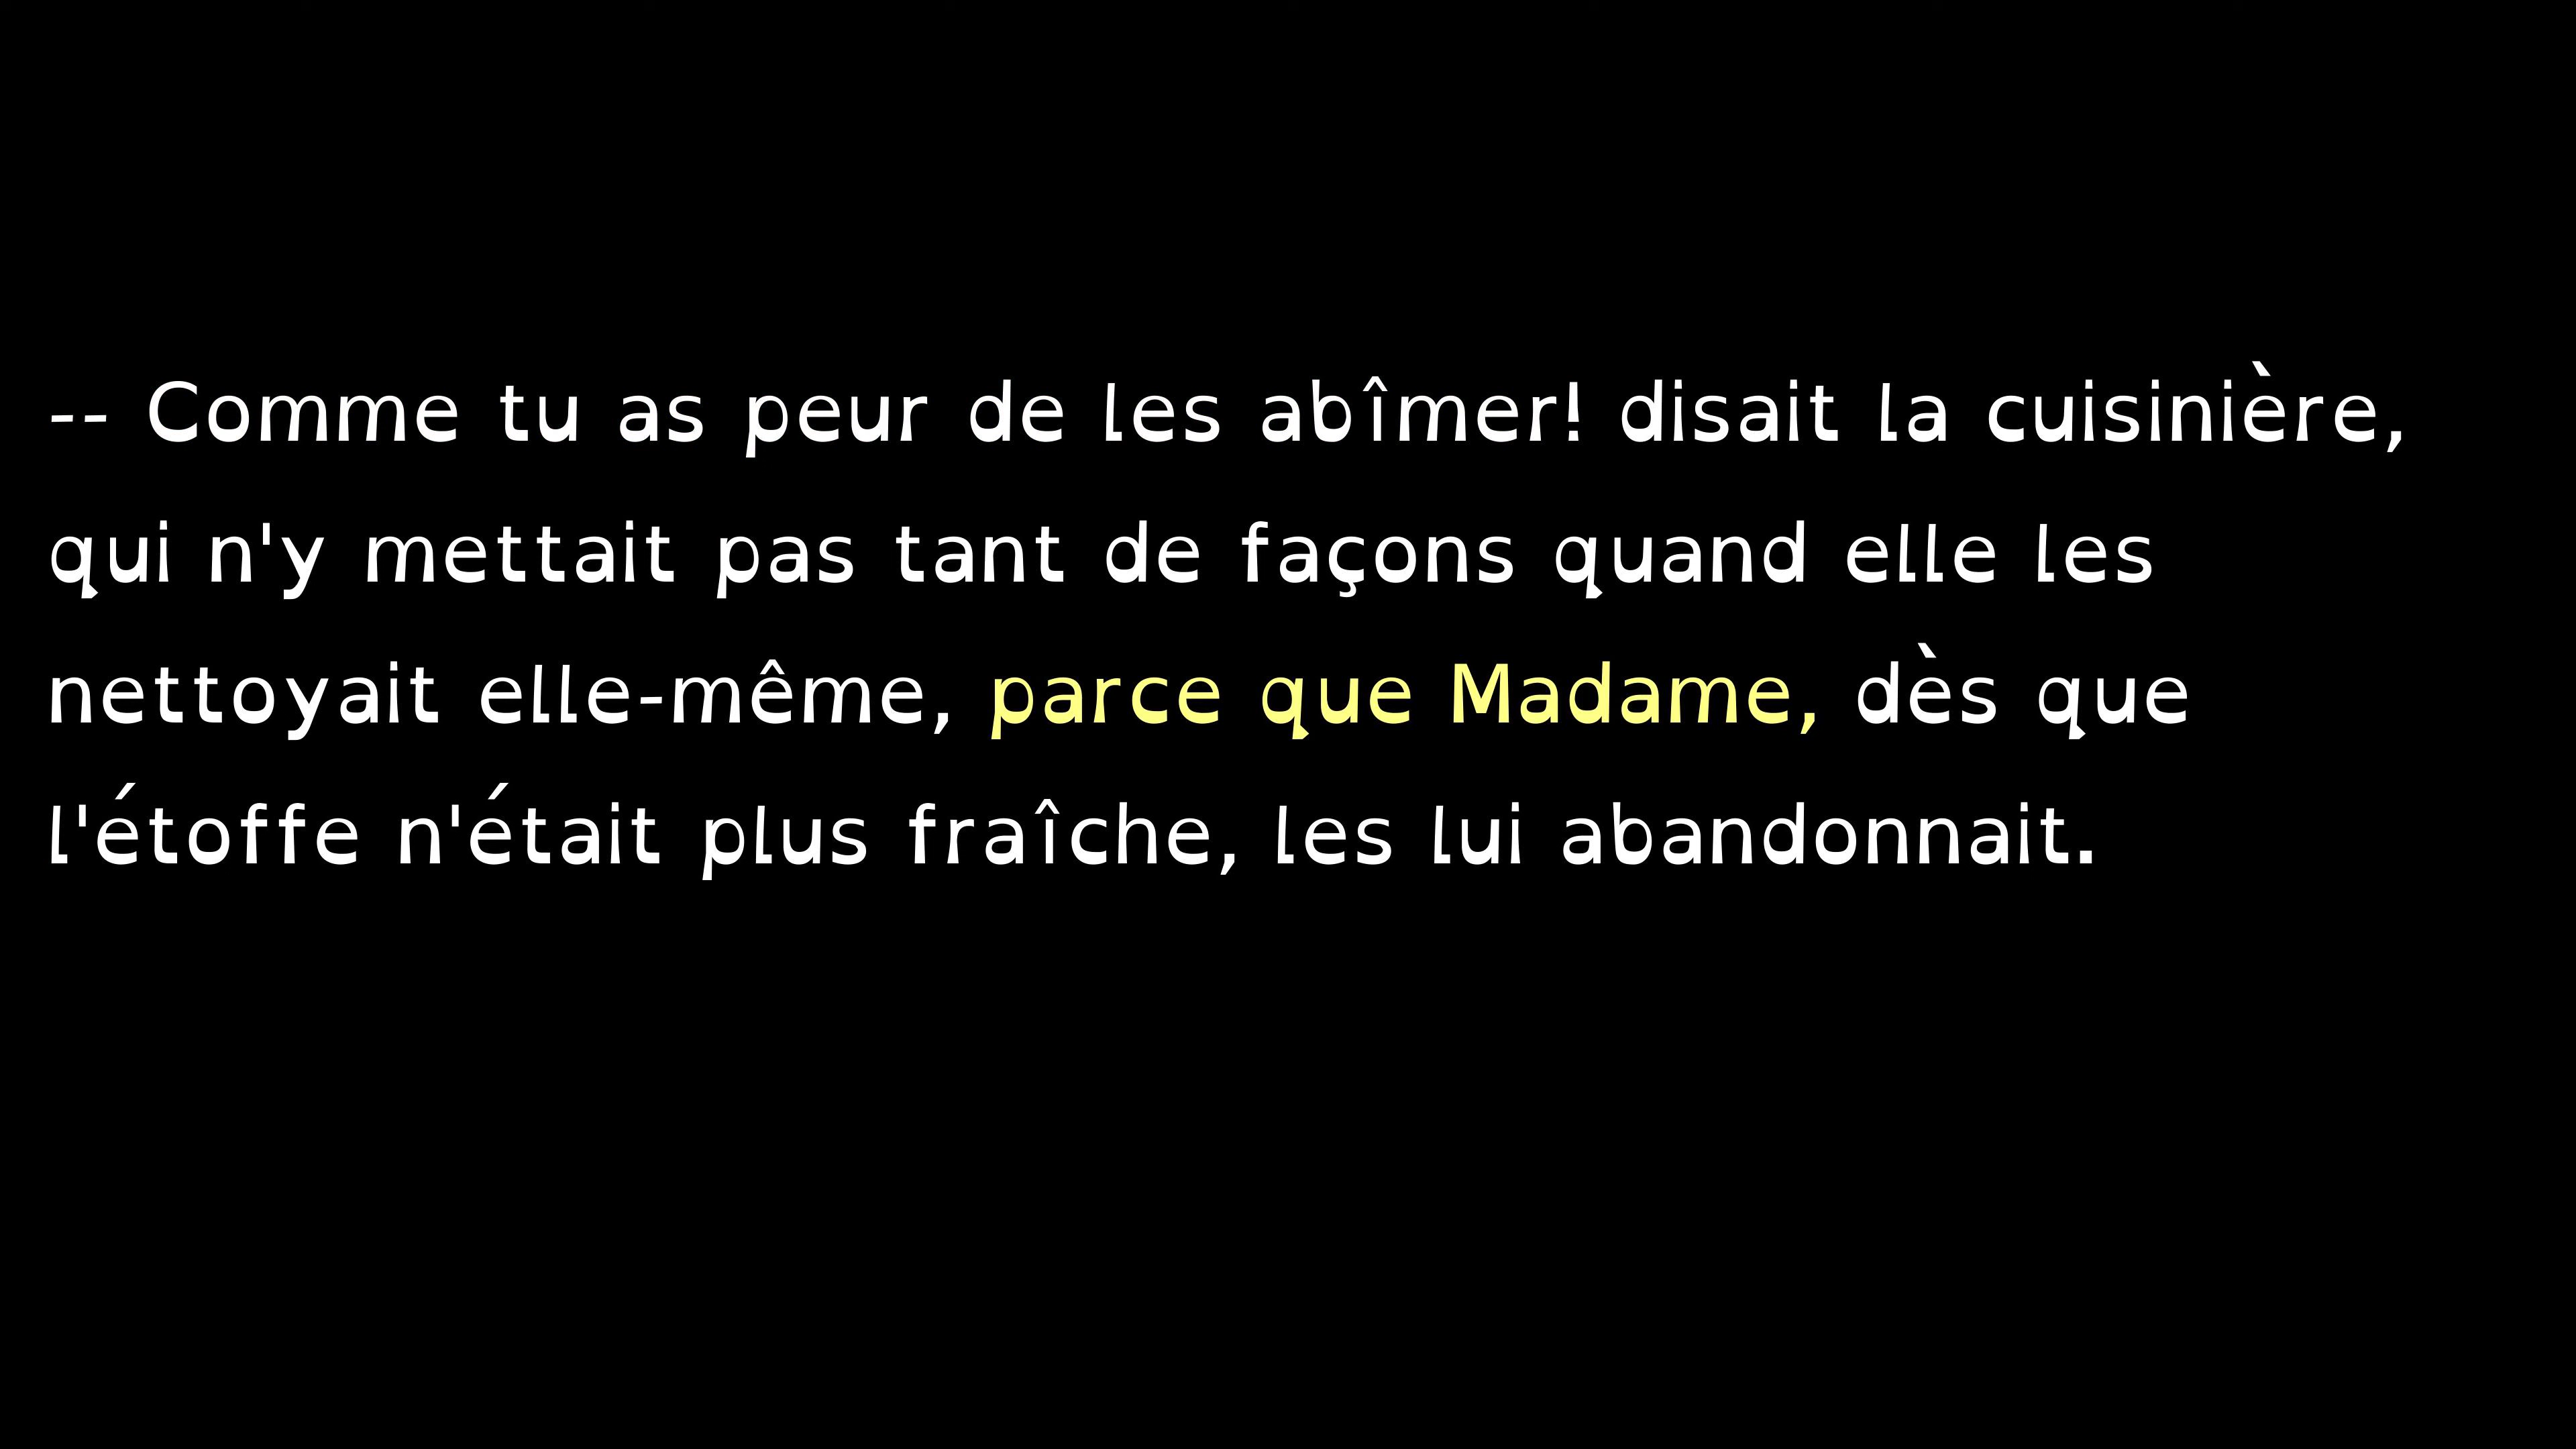 -- Comme tu as peur de les abîmer! disait la cuisinière,
qui n'y mettait pas tant de façons quand elle les
nettoyait elle-même, parce que Madame, dès que
l'étoffe n'était plus fraîche, les lui abandonnait.